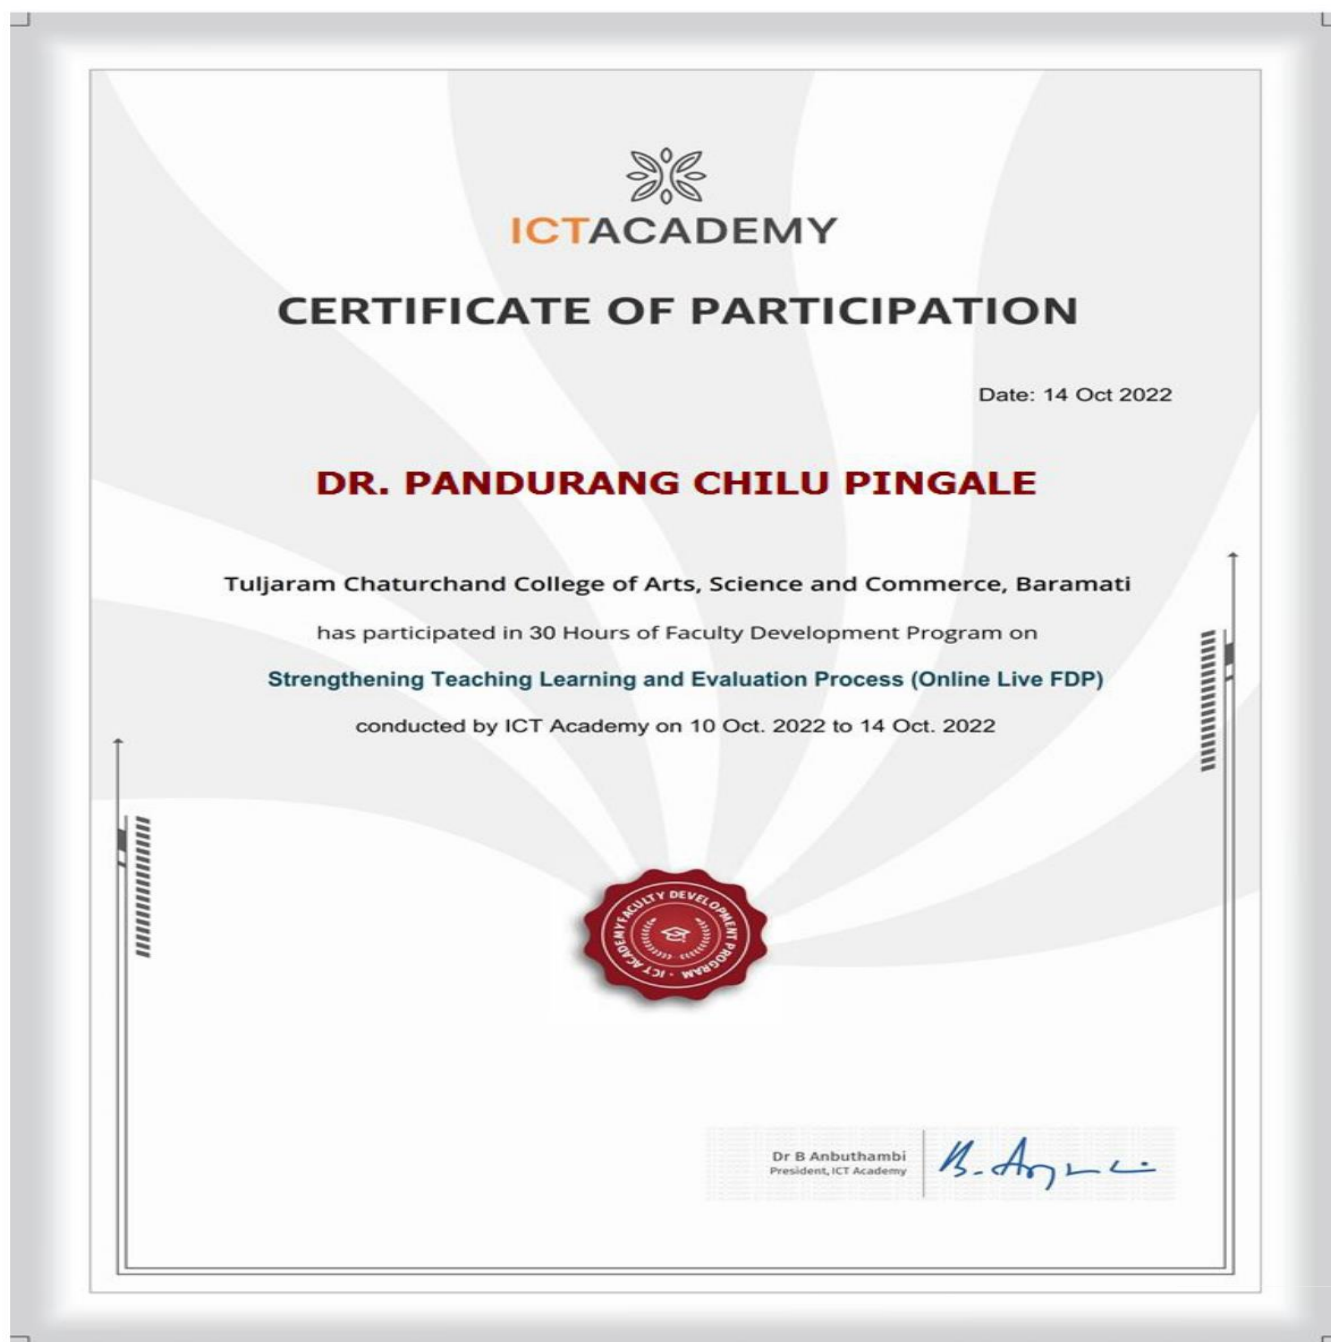 ICTACADEMY
CERTIFICATE OF PARTICIPATION
Date: 14 Oct 2022
DR. PANDURANG CHILU PINGALE
Tuljaram Chaturchand College of Arts, Science and Commerce, Baramati
has participated in 30 Hours of Faculty Development Program on
Strengthening Teaching Learning and Evaluation Process (Online Live FDP)
conducted by ICT Academy on 10 Oct. 2022 to 14 Oct. 2022
FACULTY DEVELOPMENT PROGRAM · ICT ACADEMY
Dr B Anbuthambi
President, ICT Academy